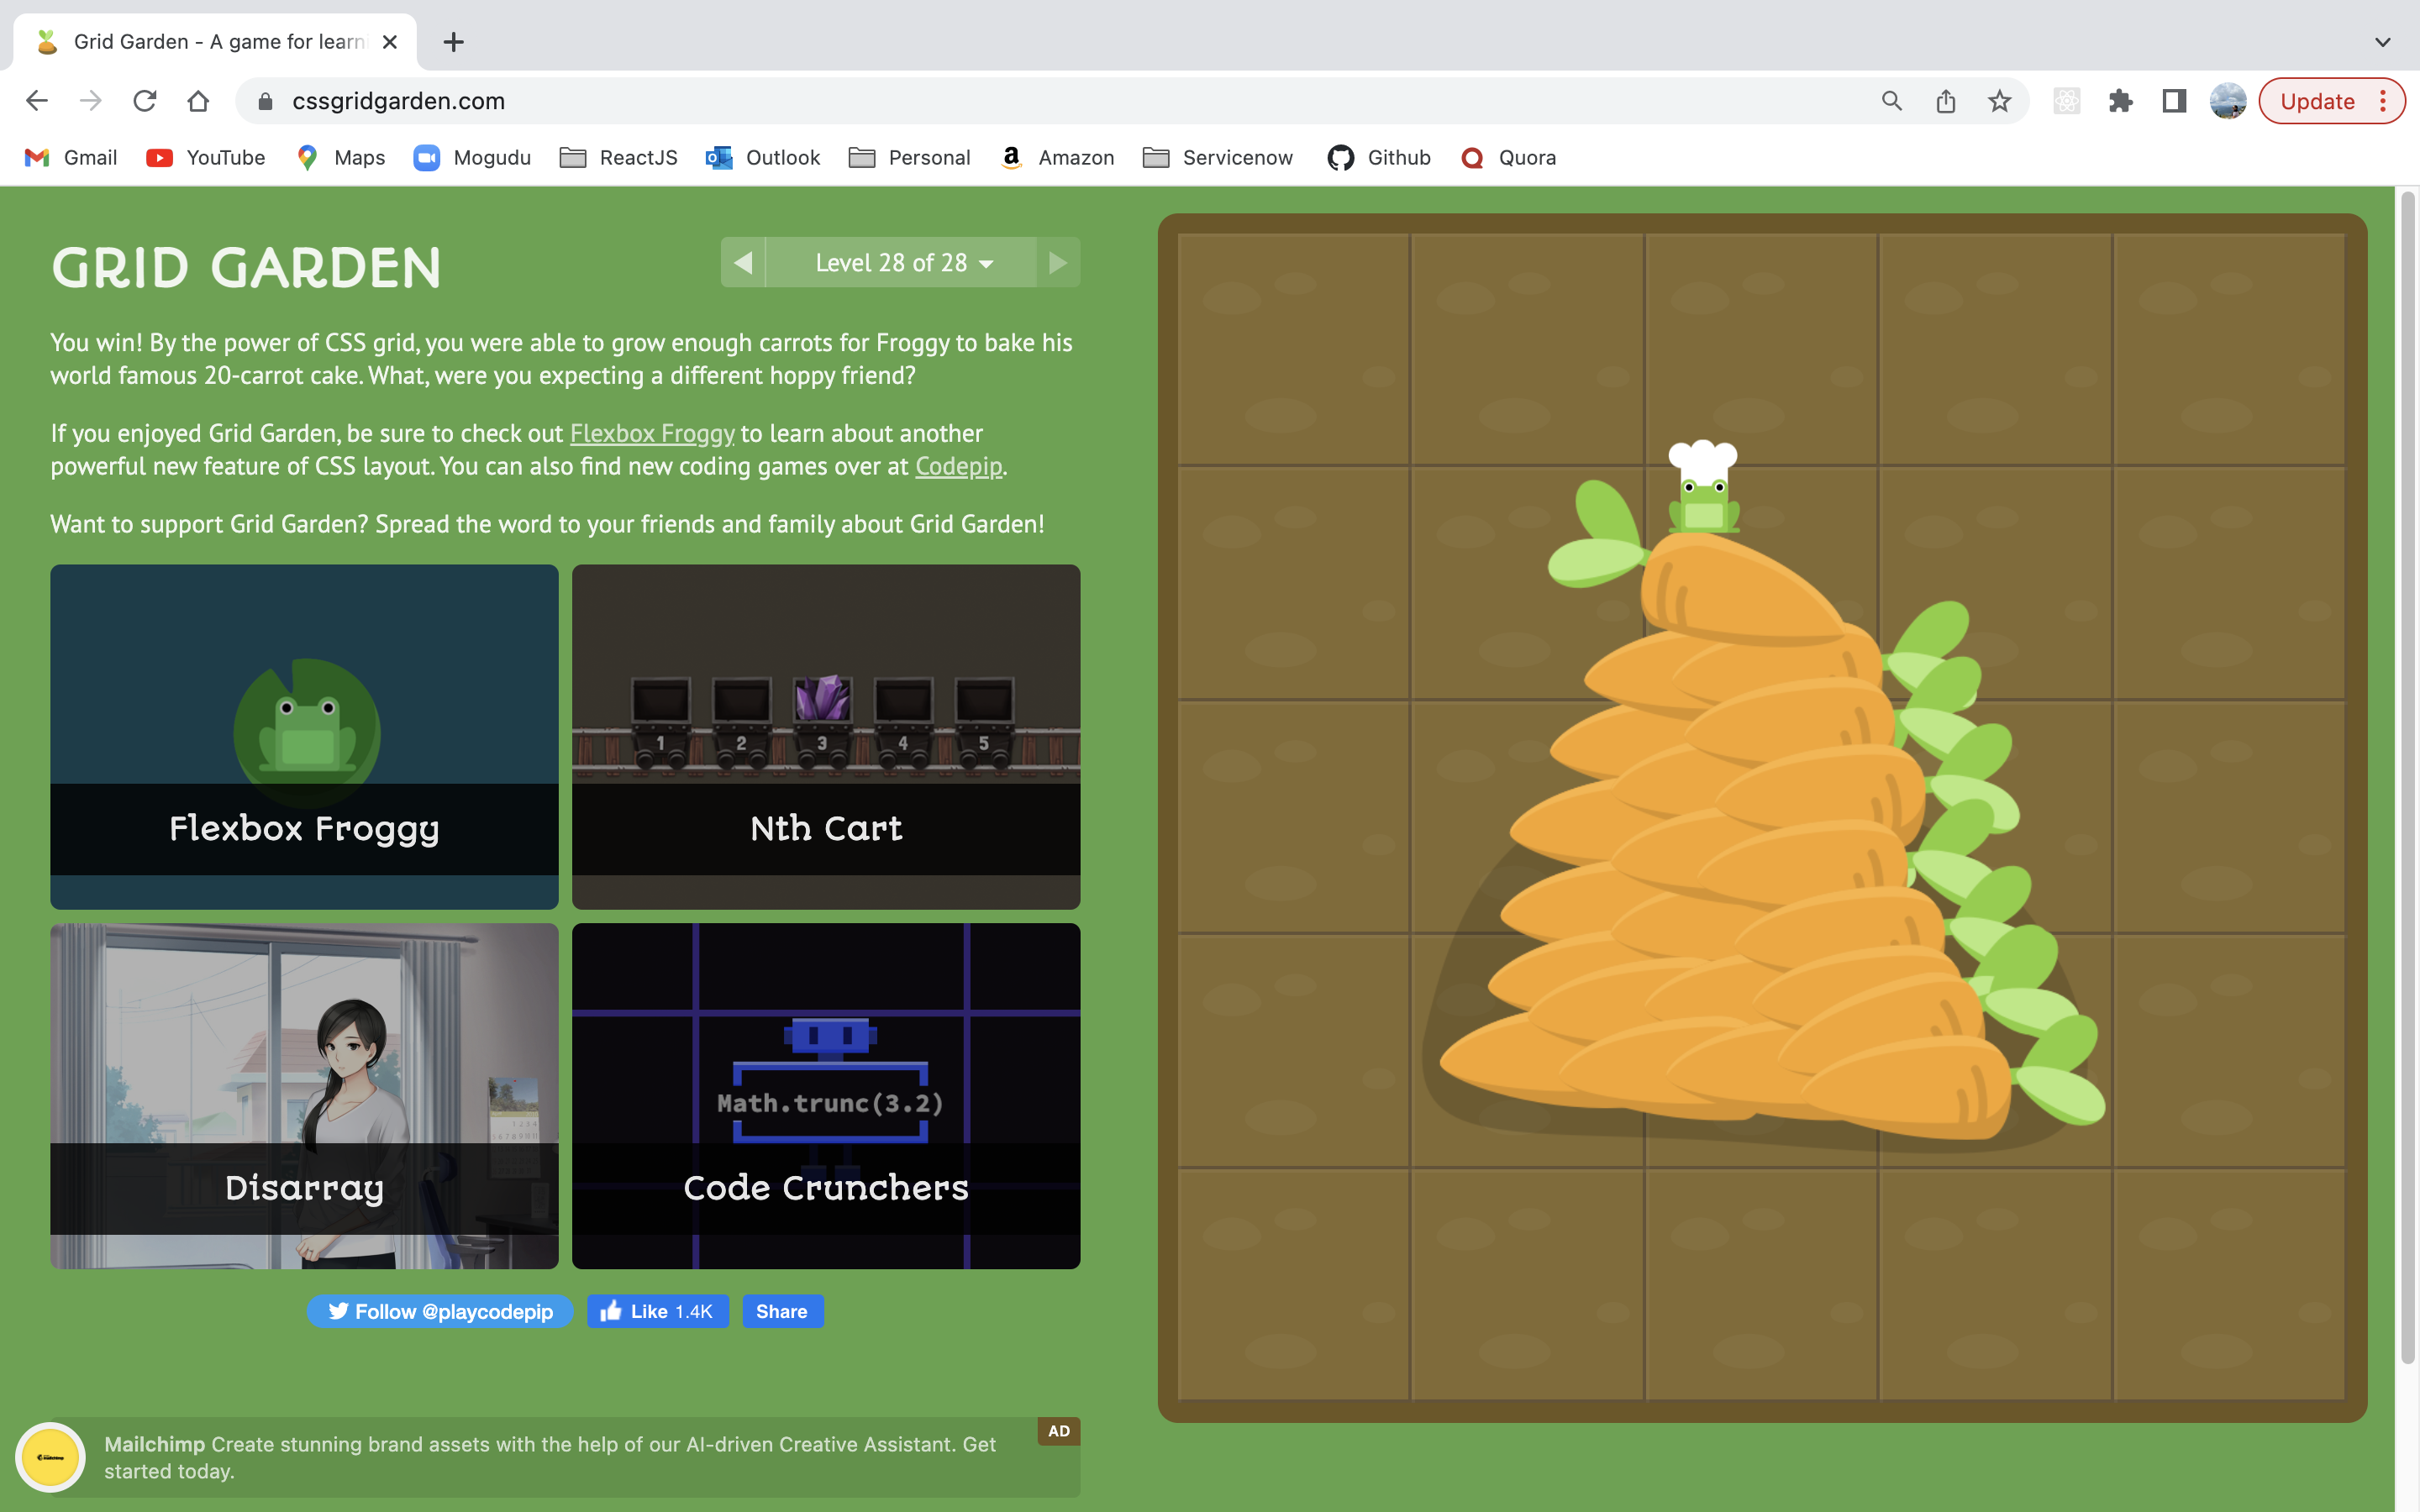 Grid Garden - A game for learn
cssgridgarden.com
Update
Gmail
YouTube
Maps
Mogudu
ReactJS
Outlook
Personal
Amazon
Servicenow
Github
Quora
GRID GARDEN
Level 28 of 28
You win! By the power of CSS grid, you were able to grow enough carrots for Froggy to bake his
world famous 20-carrot cake. What, were you expecting a different hoppy friend?
If you enjoyed Grid Garden, be sure to check out Flexbox Froggy to learn about another
powerful new feature of CSS layout. You can also find new coding games over at Codepip.
Want to support Grid Garden? Spread the word to your friends and family about Grid Garden!
Flexbox Froggy
1 2 3 4 5
Nth Cart
Disarray
Math.trunc(3.2)
Code Crunchers
Follow @playcodepip
Like 1.4K
Share
AD
Mailchimp Create stunning brand assets with the help of our AI-driven Creative Assistant. Get
started today.